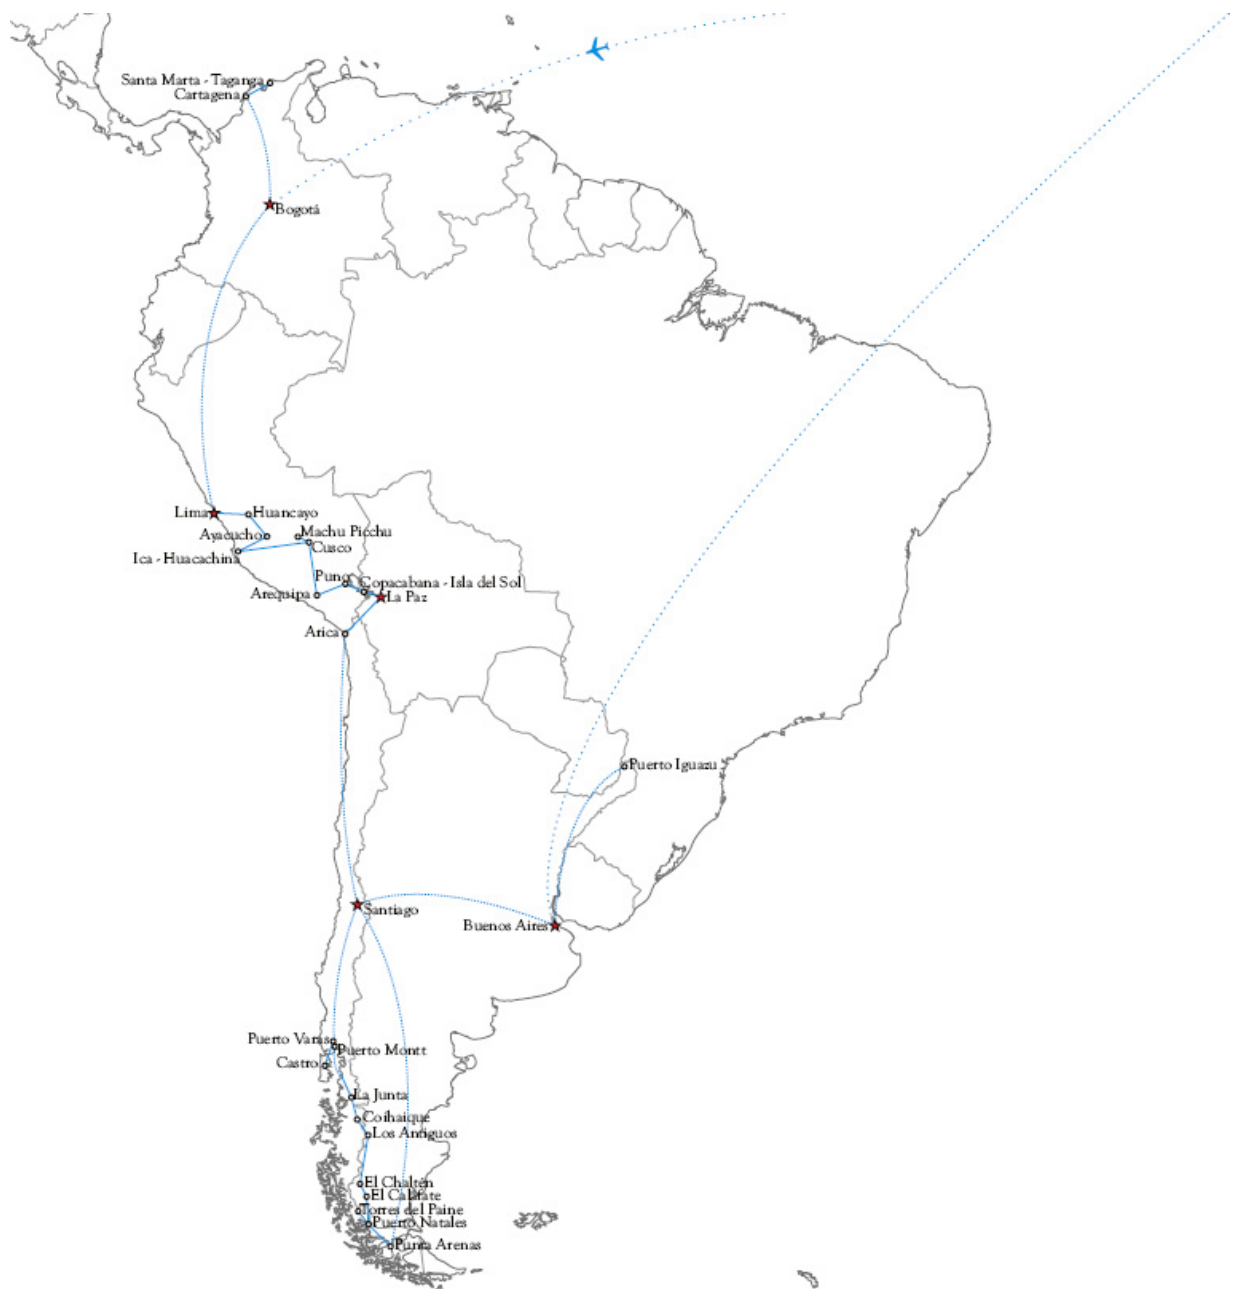 Santa Marta - Taganga
Cartagena
Bogotá
Lima
Huancayo
Ayacucho
Machu Picchu
Cusco
Ica - Huacachina
Puno
Copacabana - Isla del Sol
Arequipa
La Paz
Arica
Puerto Iguazu
Santiago
Buenos Aires
Puerto Varas
Puerto Montt
Castro
La Junta
Coihaique
Los Antiguos
El Chaltén
El Calafate
Torres del Paine
Puerto Natales
Punta Arenas